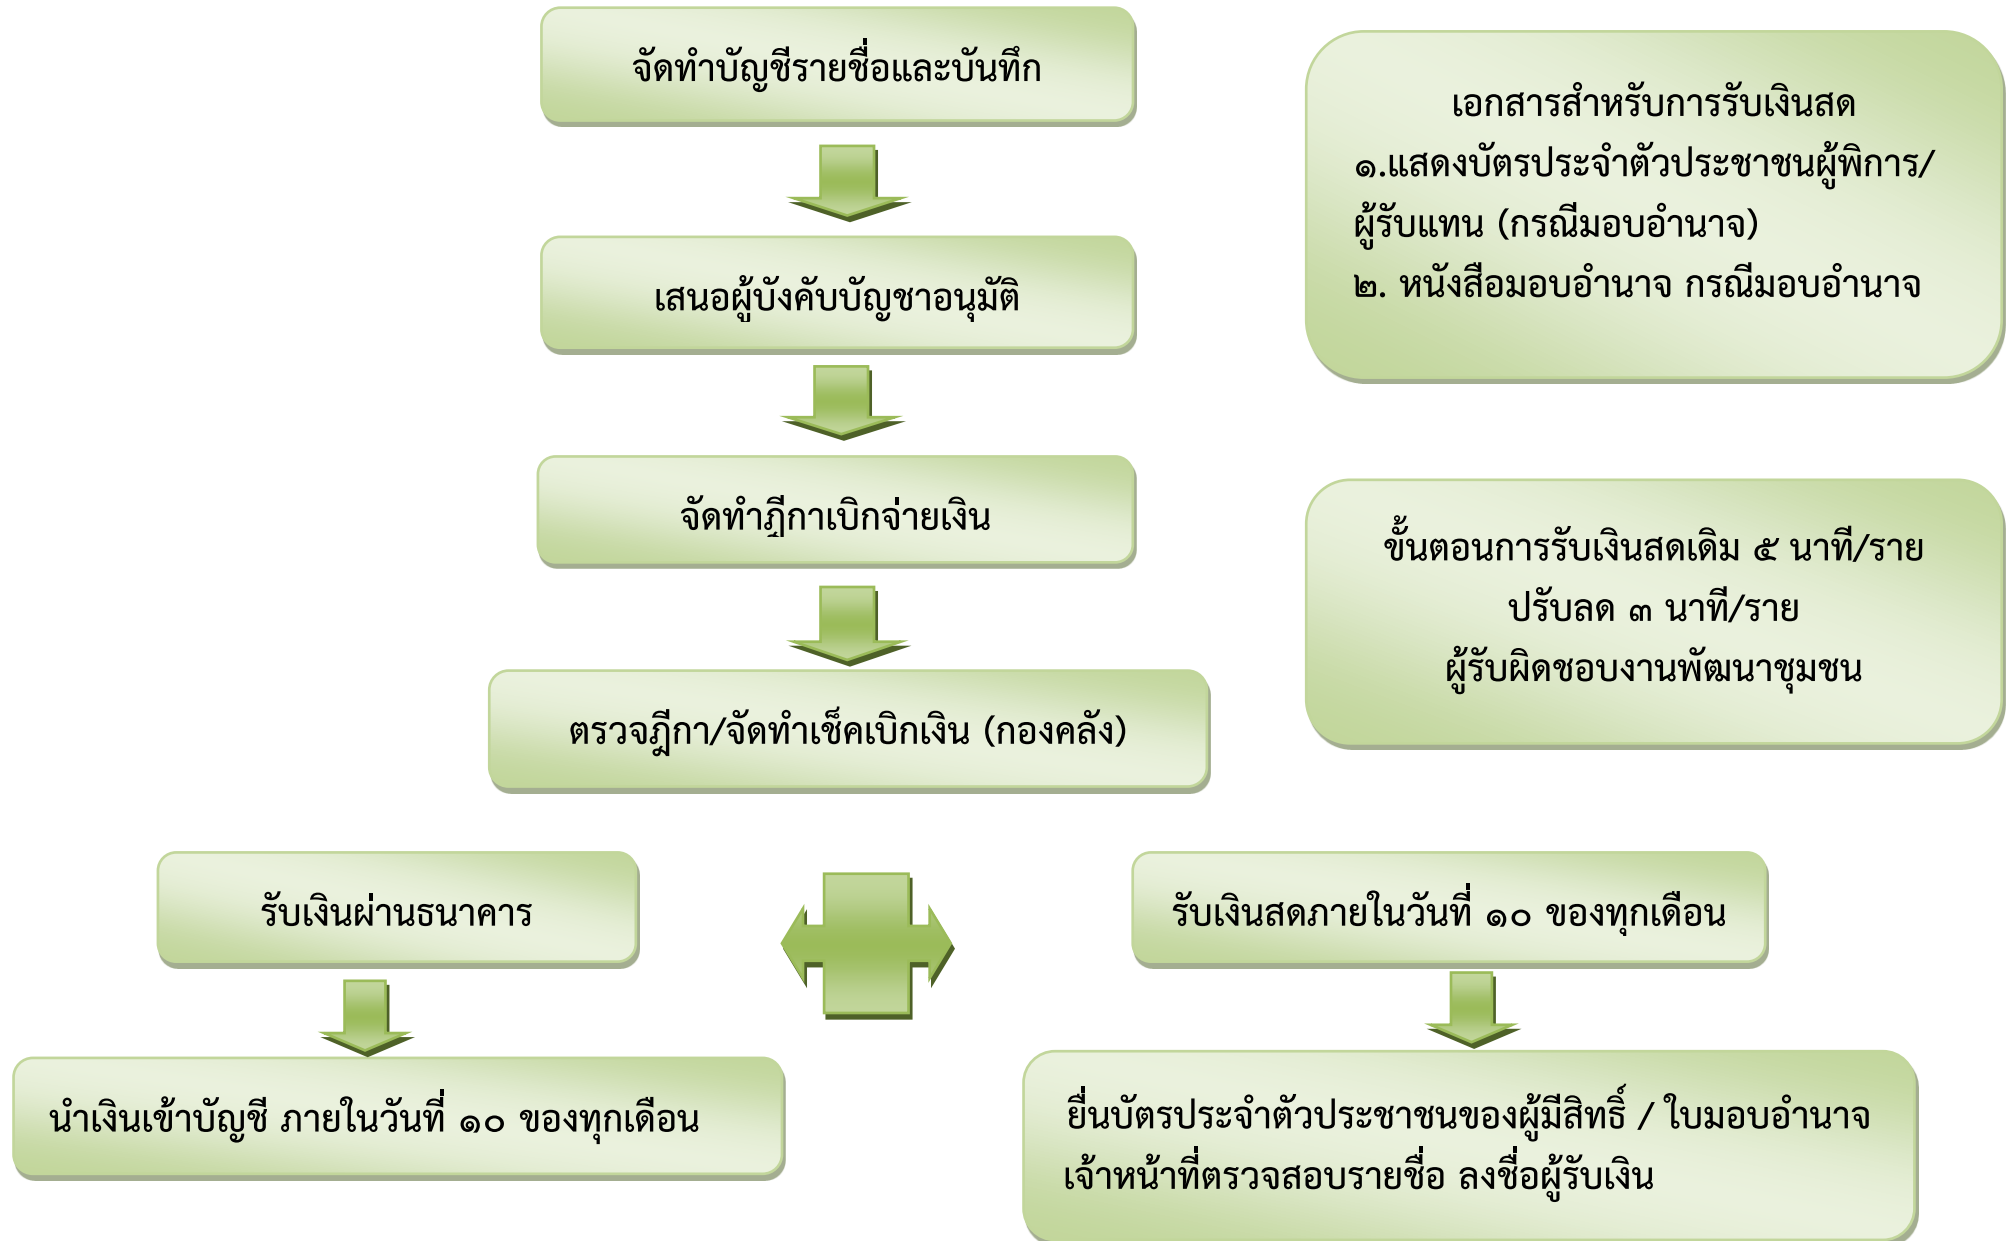 จัดทำบัญชีรายชื่อและบันทึก
เสนอผู้บังคับบัญชาอนุมัติ
จัดทำฎีกาเบิกจ่ายเงิน
ตรวจฎีกา/จัดทำเช็คเบิกเงิน (กองคลัง)
เอกสารสำหรับการรับเงินสด
๑.แสดงบัตรประจำตัวประชาชนผู้พิการ/
ผู้รับแทน (กรณีมอบอำนาจ)
๒. หนังสือมอบอำนาจ กรณีมอบอำนาจ
ขั้นตอนการรับเงินสดเดิม ๕ นาที/ราย
ปรับลด ๓ นาที/ราย
ผู้รับผิดชอบงานพัฒนาชุมชน
รับเงินผ่านธนาคาร
นำเงินเข้าบัญชี ภายในวันที่ ๑๐ ของทุกเดือน
รับเงินสดภายในวันที่ ๑๐ ของทุกเดือน
ยื่นบัตรประจำตัวประชาชนของผู้มีสิทธิ์ / ใบมอบอำนาจ
เจ้าหน้าที่ตรวจสอบรายชื่อ ลงชื่อผู้รับเงิน